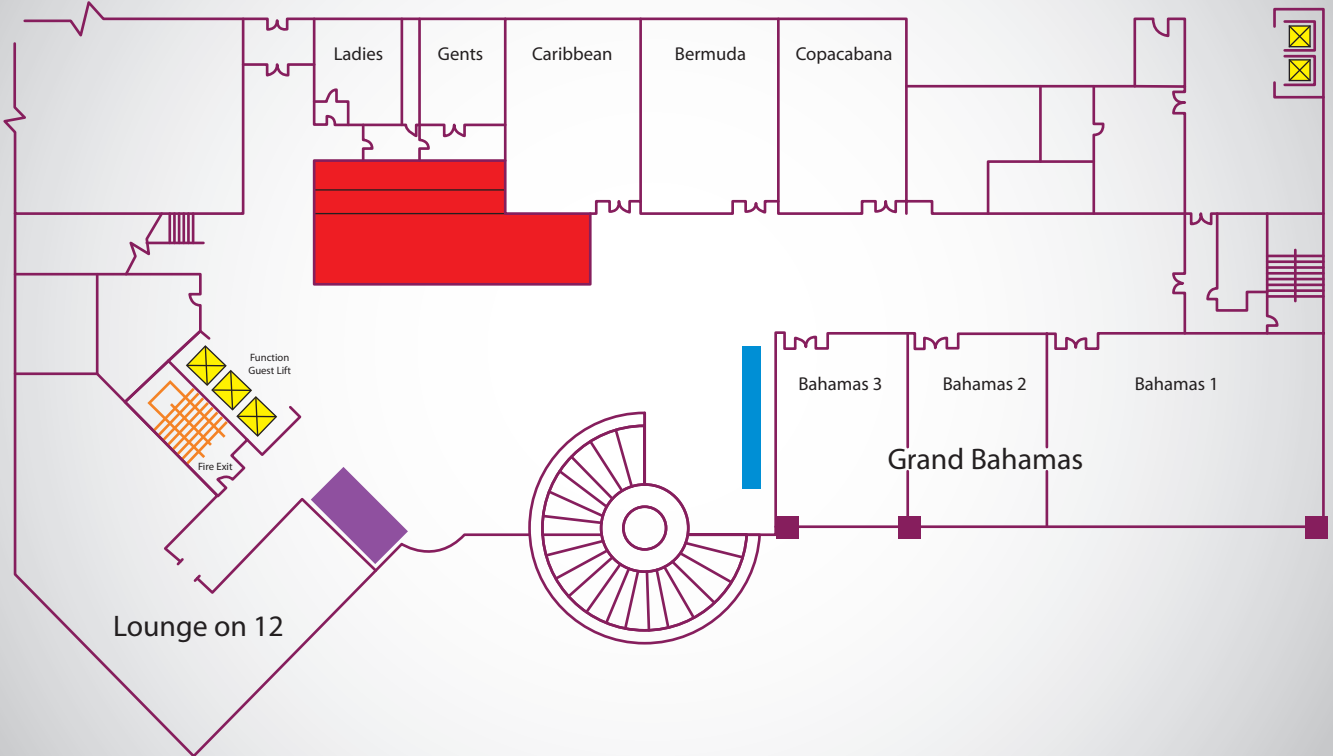 Ladies
Gents
Caribbean
Bermuda
Copacabana
Function
Guest Lift
Bahamas 3
Bahamas 2
Bahamas 1
Grand Bahamas
Fire Exit
Lounge on 12